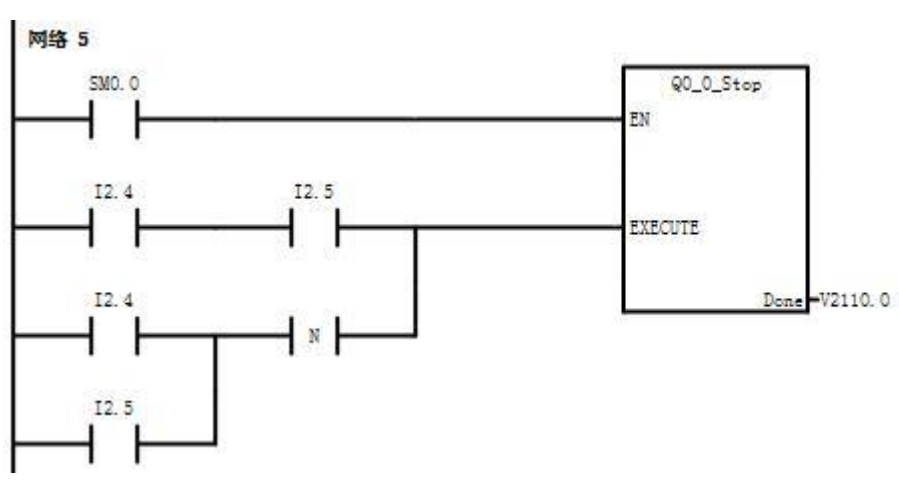 网络 5
SM0.0
Q0_0_Stop
EN
I2.4
I2.5
EXECUTE
I2.4
Done
V2110.0
N
I2.5